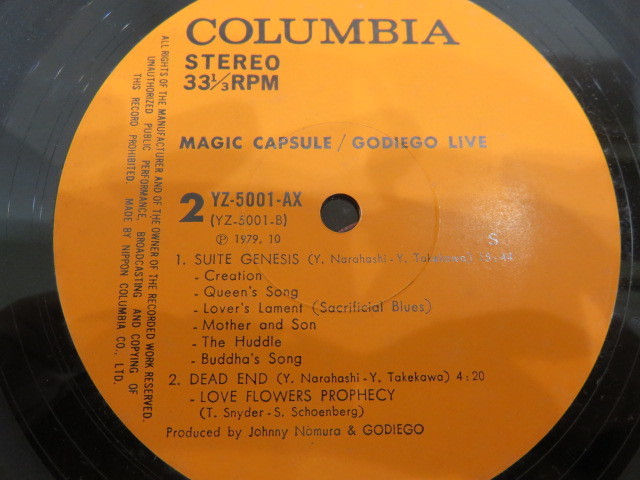 COLUMBIA
STEREO
33⅓RPM
MAGIC CAPSULE / GODIEGO LIVE
2 YZ-5001-AX
(YZ-5001-B)
Ⓟ 1979. 10
S
1. SUITE GENESIS (Y. Narahashi-Y. Takekawa)
- Creation
- Queen's Song
- Lover's Lament (Sacrificial Blues)
- Mother and Son
- The Huddle
- Buddha's Song
2. DEAD END (Y. Narahashi-Y. Takekawa) 4:20
- LOVE FLOWERS PROPHECY
(T. Snyder-S. Schoenberg)
Produced by Johnny Nomura & GODIEGO
ALL RIGHTS OF THE MANUFACTURER AND OF THE OWNER OF THE RECORDED WORK RESERVED.
UNAUTHORIZED PUBLIC PERFORMANCE, BROADCASTING AND COPYING OF
THIS RECORD PROHIBITED. MADE BY NIPPON COLUMBIA CO., LTD.